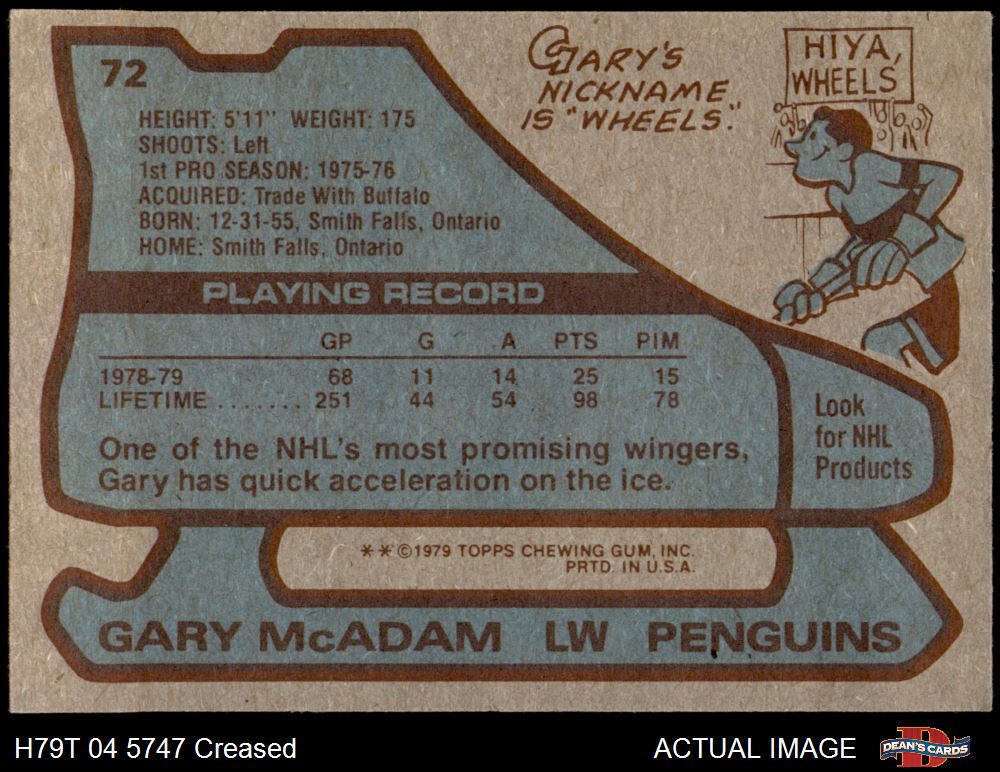 72
GARY'S
NICKNAME
IS "WHEELS."
HIYA,
WHEELS
HEIGHT: 5'11" WEIGHT: 175
SHOOTS: Left
1st PRO SEASON: 1975-76
ACQUIRED: Trade With Buffalo
BORN: 12-31-55, Smith Falls, Ontario
HOME: Smith Falls, Ontario
PLAYING RECORD
GP G A PTS PIM
1978-79 68 11 14 25 15
LIFETIME ........ 251 44 54 98 78
One of the NHL's most promising wingers,
Gary has quick acceleration on the ice.
Look
for NHL
Products
** ©1979 TOPPS CHEWING GUM, INC.
PRTD. IN U.S.A.
GARY McADAM LW PENGUINS
H79T 04 5747 Creased
ACTUAL IMAGE
D
DEAN'S CARDS